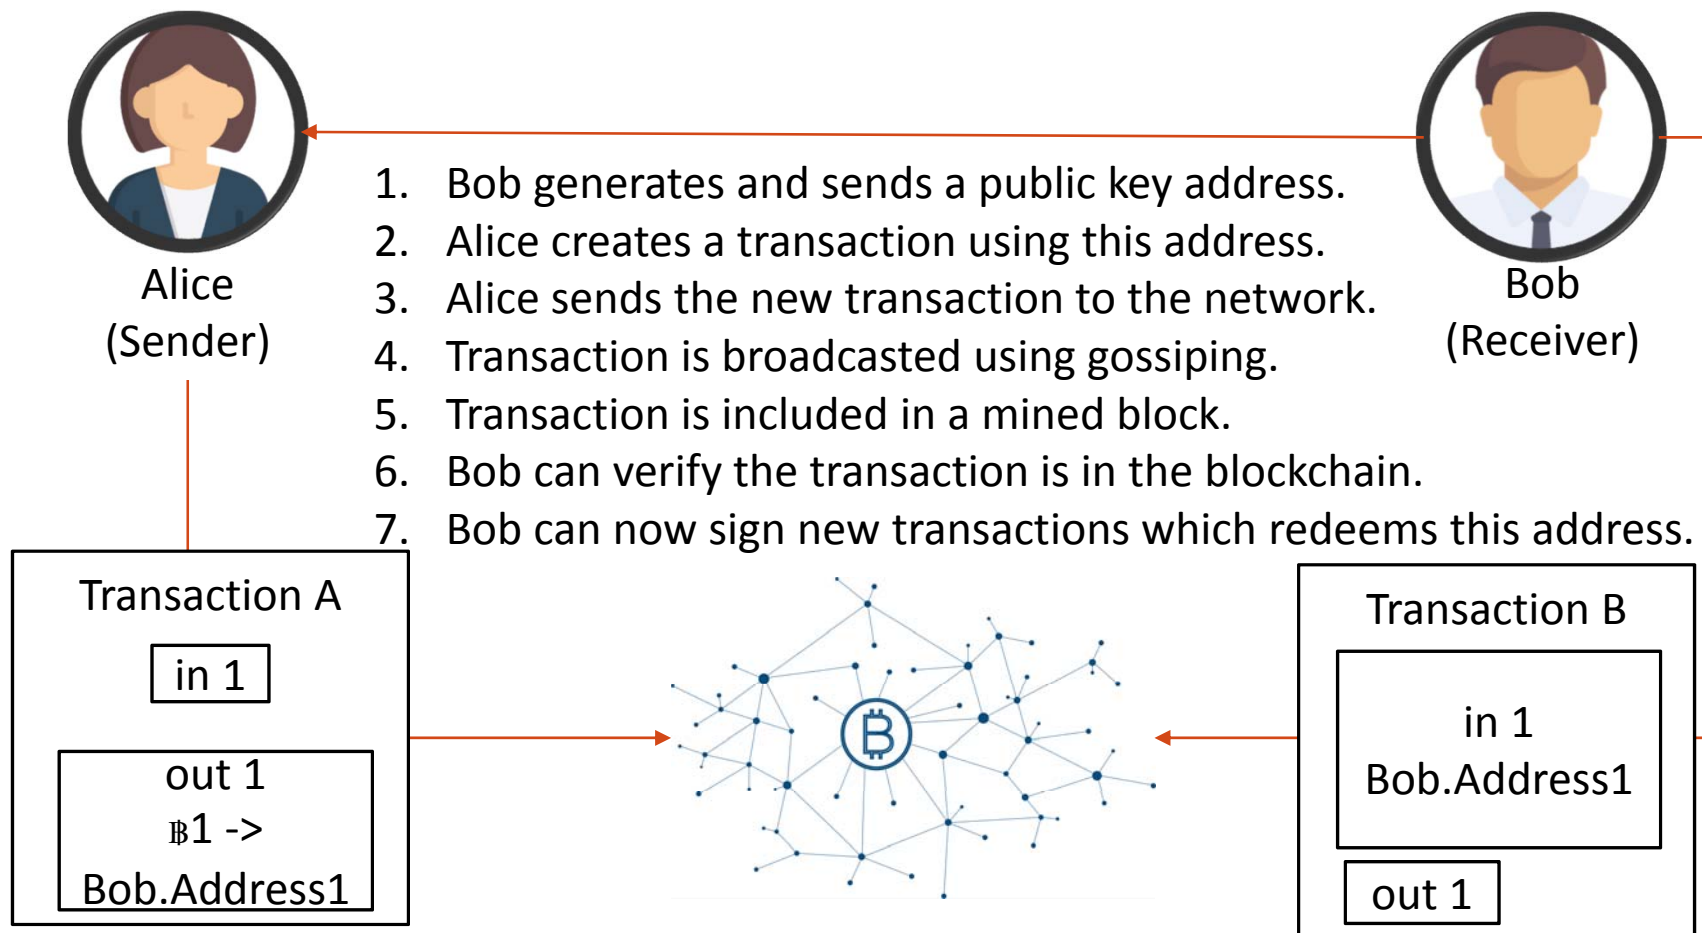 Alice
(Sender)
1. Bob generates and sends a public key address.
2. Alice creates a transaction using this address.
3. Alice sends the new transaction to the network.
4. Transaction is broadcasted using gossiping.
5. Transaction is included in a mined block.
6. Bob can verify the transaction is in the blockchain.
7. Bob can now sign new transactions which redeems this address.
Bob
(Receiver)
Transaction A
in 1
out 1
₿1 ->
Bob.Address1
₿
Transaction B
in 1
Bob.Address1
out 1